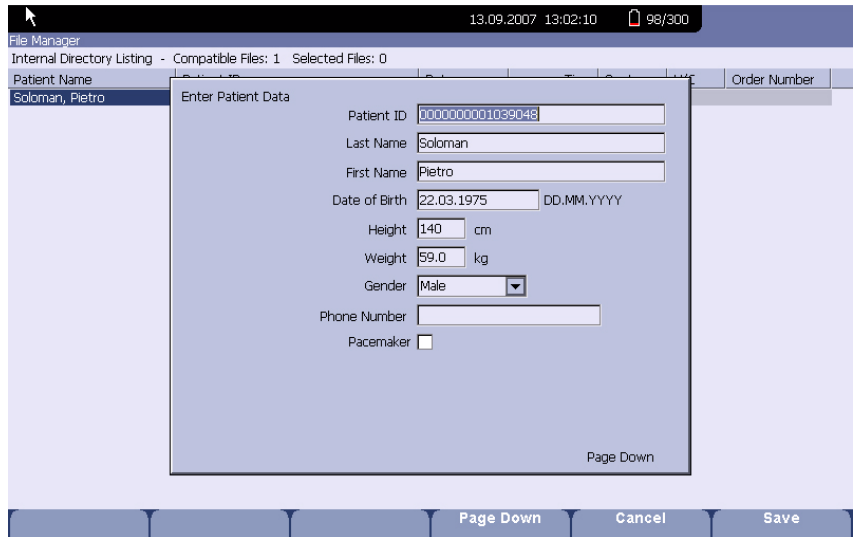 13.09.2007 13:02:10 98/300
File Manager
Internal Directory Listing - Compatible Files: 1 Selected Files: 0
Patient Name Order Number
Soloman, Pietro
Enter Patient Data
Patient ID 0000000001039048
Last Name Soloman
First Name Pietro
Date of Birth 22.03.1975 DD.MM.YYYY
Height 140 cm
Weight 59.0 kg
Gender Male
Phone Number
Pacemaker
Page Down
Page Down Cancel Save